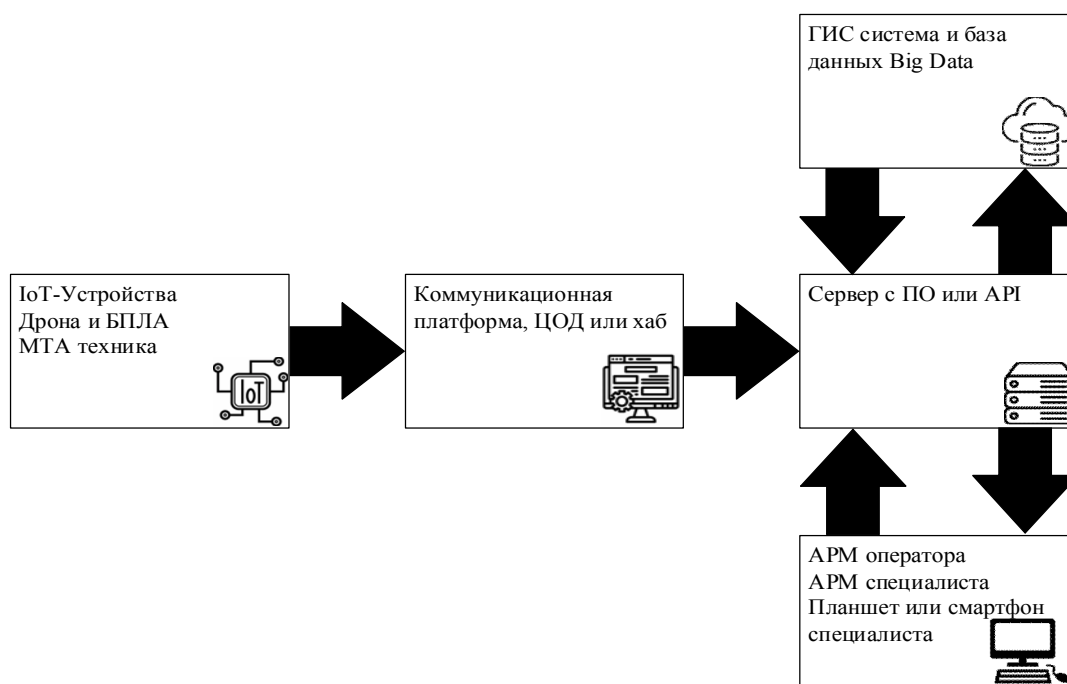 ГИС система и база
данных Big Data
IoT-Устройства
Дрона и БПЛА
МТА техника
IoT
Коммуникационная
платформа, ЦОД или хаб
Сервер с ПО или API
АРМ оператора
АРМ специалиста
Планшет или смартфон
специалиста